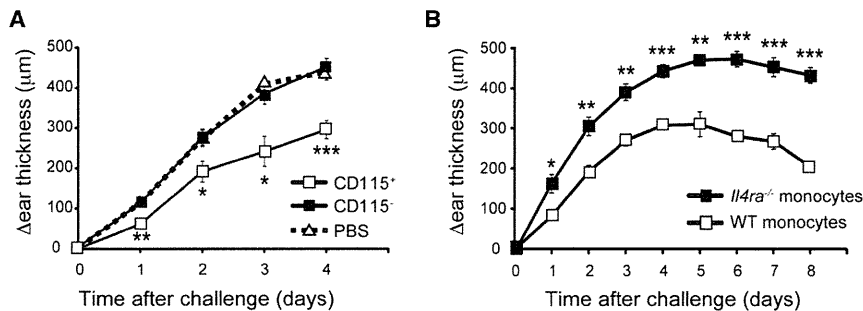 A
Δear thickness (μm)
500
400
300
200
100
0
**
*
*
***
CD115⁺
CD115⁻
PBS
0 1 2 3 4
Time after challenge (days)
B
Δear thickness (μm)
500
400
300
200
100
0
*
**
**
***
**
***
***
***
Il4ra⁻/⁻ monocytes
WT monocytes
0 1 2 3 4 5 6 7 8
Time after challenge (days)